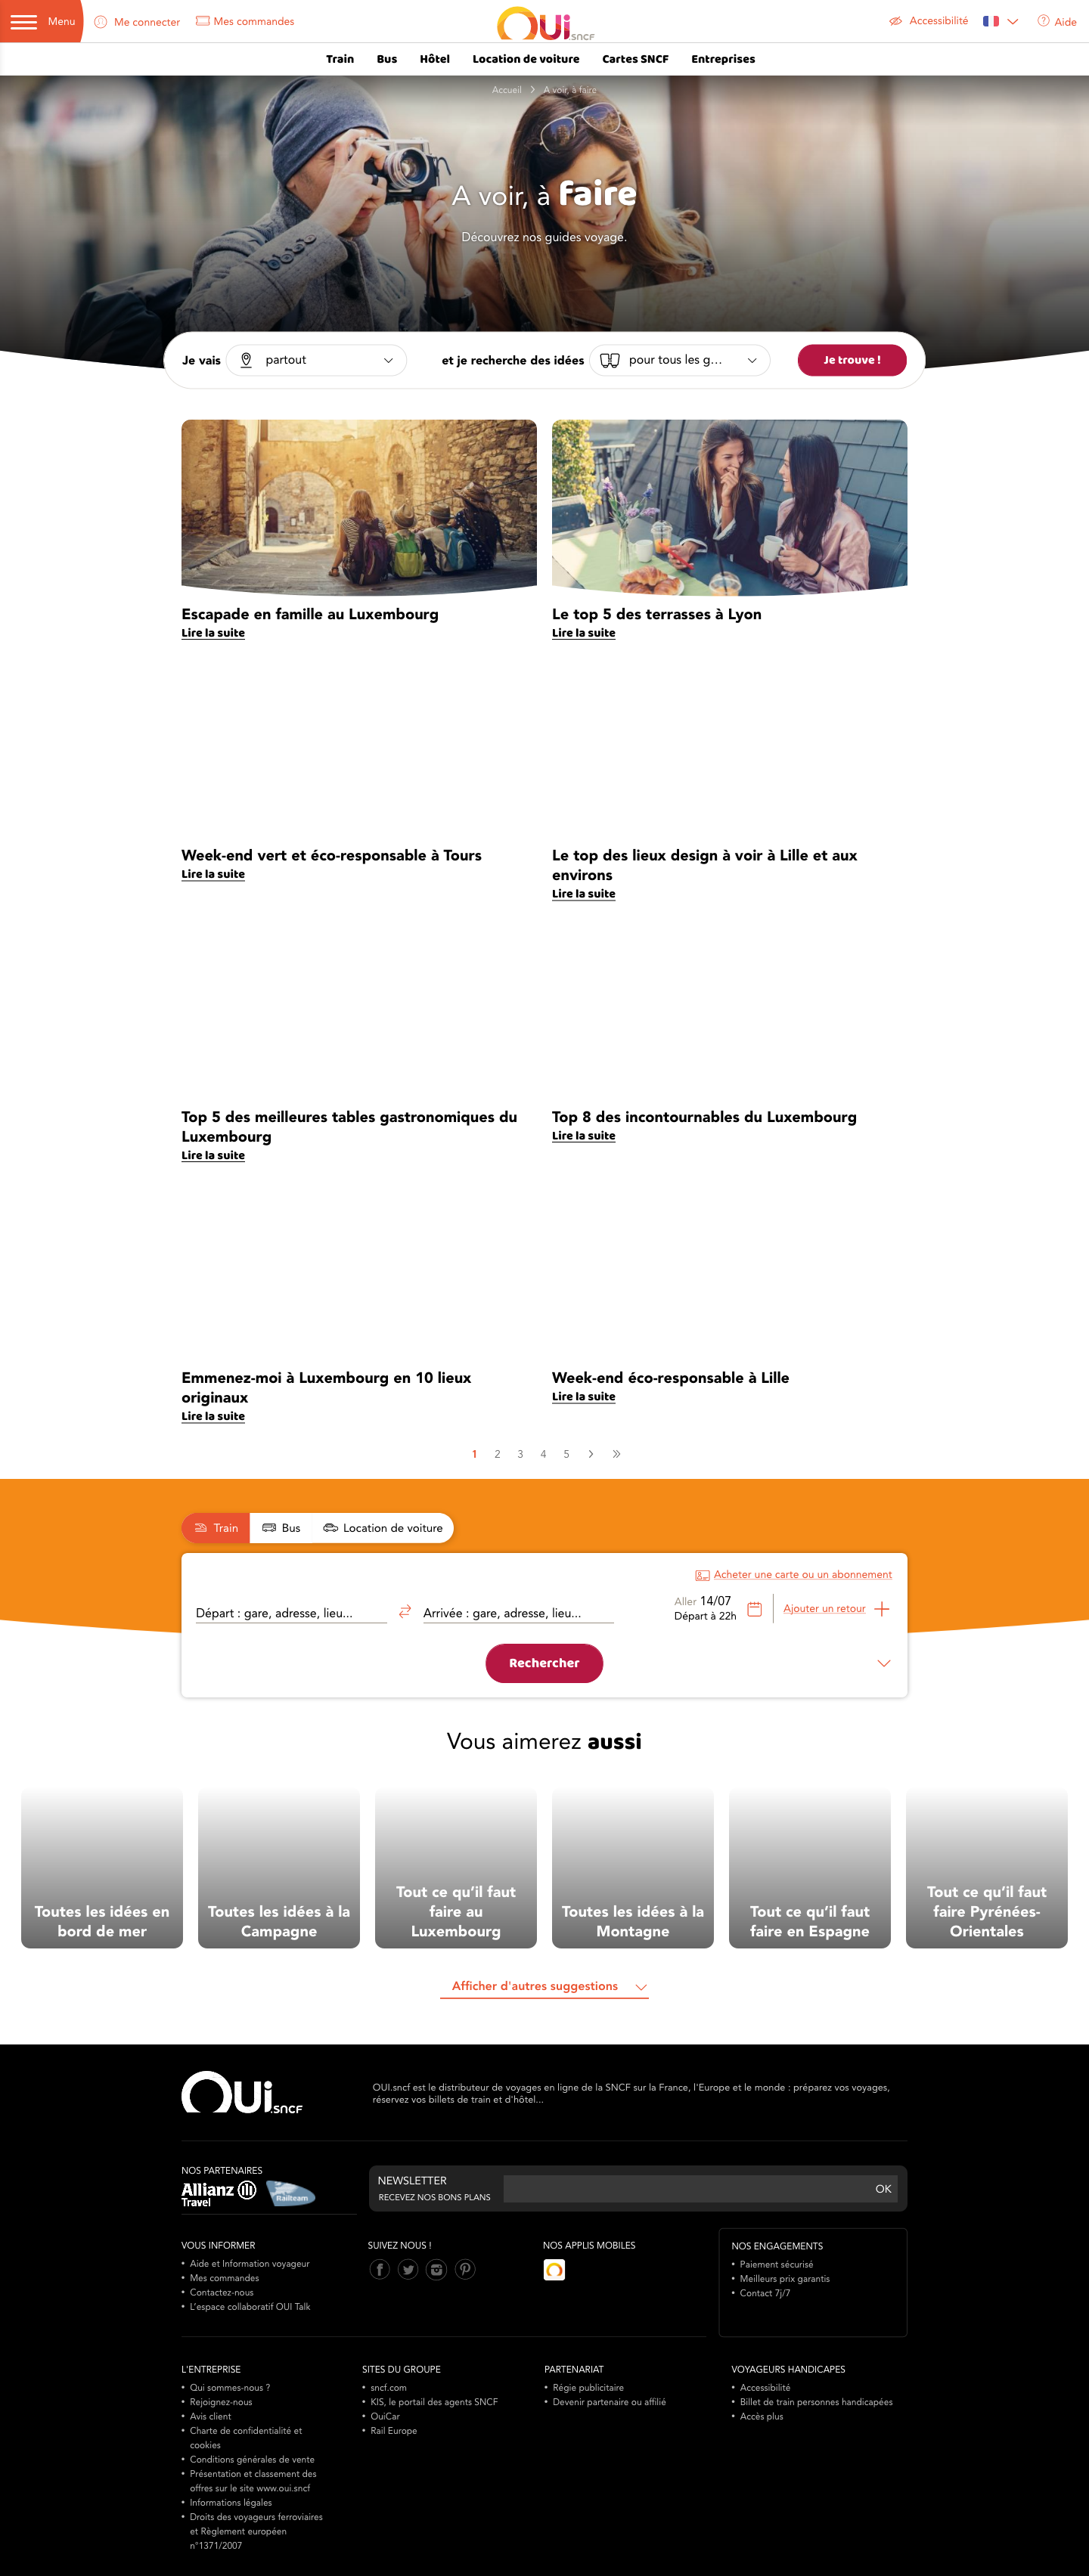 Menu
Me connecter
Mes commandes
OUi.sncf
Accessibilité
Aide
Train
Bus
Hôtel
Location de voiture
Cartes SNCF
Entreprises
Accueil
A voir, à faire
A voir, à faire
Découvrez nos guides voyage.
Je vais
partout
et je recherche des idées
pour tous les g…
Je trouve !
Escapade en famille au Luxembourg
Lire la suite
Le top 5 des terrasses à Lyon
Lire la suite
Week-end vert et éco-responsable à Tours
Lire la suite
Le top des lieux design à voir à Lille et aux
environs
Lire la suite
Top 5 des meilleures tables gastronomiques du
Luxembourg
Lire la suite
Top 8 des incontournables du Luxembourg
Lire la suite
Emmenez-moi à Luxembourg en 10 lieux
originaux
Lire la suite
Week-end éco-responsable à Lille
Lire la suite
1 2 3 4 5
Train
Bus
Location de voiture
Acheter une carte ou un abonnement
Départ : gare, adresse, lieu...
Arrivée : gare, adresse, lieu...
Aller 14/07
Départ à 22h
Ajouter un retour
Rechercher
Vous aimerez aussi
Toutes les idées en
bord de mer
Toutes les idées à la
Campagne
Tout ce qu’il faut
faire au
Luxembourg
Toutes les idées à la
Montagne
Tout ce qu’il faut
faire en Espagne
Tout ce qu’il faut
faire Pyrénées-
Orientales
Afficher d'autres suggestions
OUi.sncf
OUI.sncf est le distributeur de voyages en ligne de la SNCF sur la France, l'Europe et le monde : préparez vos voyages,
réservez vos billets de train et d'hôtel...
NOS PARTENAIRES
Allianz
Travel
Railteam
NEWSLETTER
RECEVEZ NOS BONS PLANS
OK
VOUS INFORMER
• Aide et Information voyageur
• Mes commandes
• Contactez-nous
• L’espace collaboratif OUI Talk
SUIVEZ NOUS !
NOS APPLIS MOBILES
NOS ENGAGEMENTS
• Paiement sécurisé
• Meilleurs prix garantis
• Contact 7j/7
L'ENTREPRISE
• Qui sommes-nous ?
• Rejoignez-nous
• Avis client
• Charte de confidentialité et
cookies
• Conditions générales de vente
• Présentation et classement des
offres sur le site www.oui.sncf
• Informations légales
• Droits des voyageurs ferroviaires
et Règlement européen
n°1371/2007
SITES DU GROUPE
• sncf.com
• KIS, le portail des agents SNCF
• OuiCar
• Rail Europe
PARTENARIAT
• Régie publicitaire
• Devenir partenaire ou affilié
VOYAGEURS HANDICAPES
• Accessibilité
• Billet de train personnes handicapées
• Accès plus